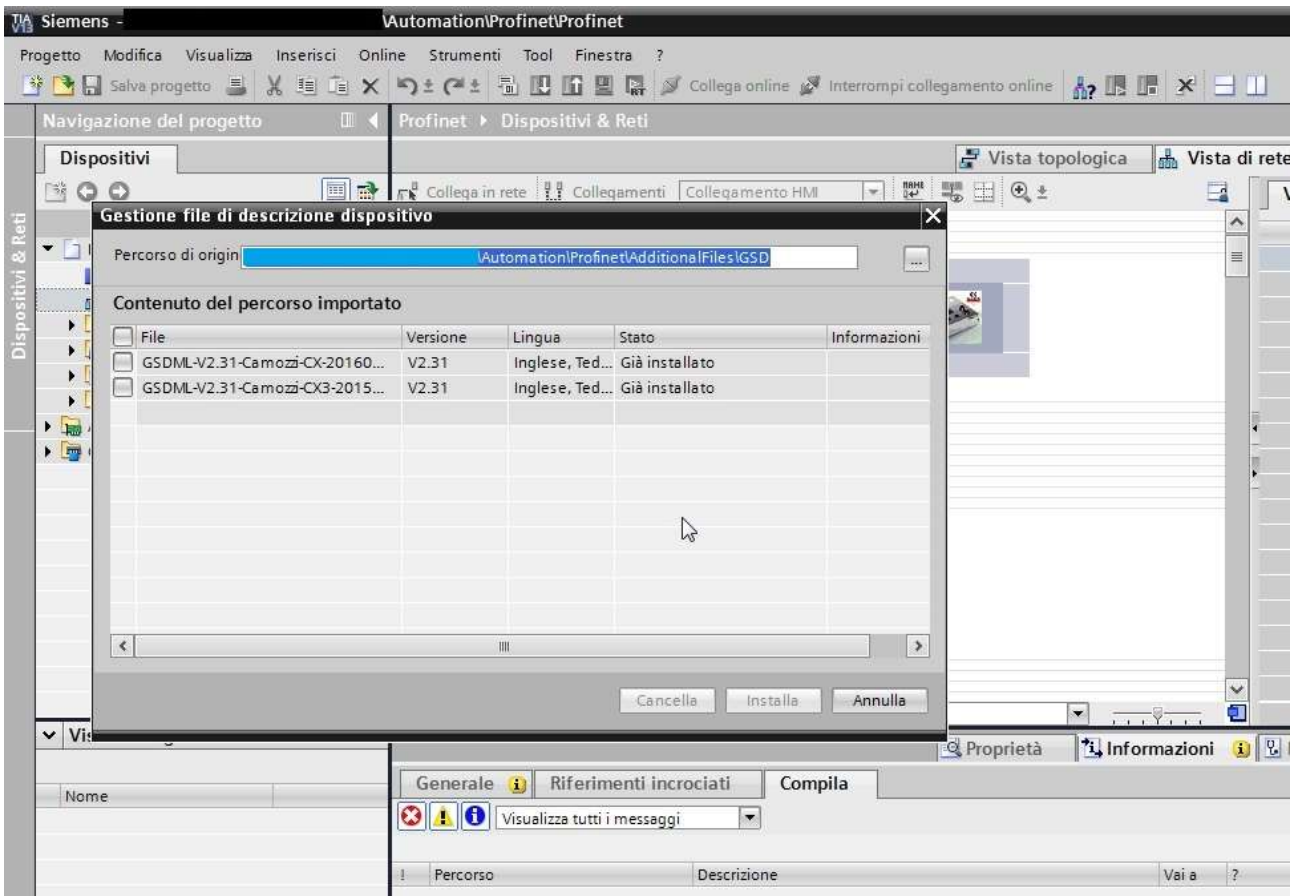 TIA V13 Siemens - \Automation\Profinet\Profinet
Progetto Modifica Visualizza Inserisci Online Strumenti Tool Finestra ?
Salva progetto Collega online Interrompi collegamento online
Navigazione del progetto
Profinet Dispositivi & Reti
Dispositivi
Vista topologica Vista di rete
Collega in rete Collegamenti Collegamento HMI
Dispositivi & Reti
Gestione file di descrizione dispositivo
Percorso di origin \Automation\Profinet\AdditionalFiles\GSD ...
Contenuto del percorso importato
File Versione Lingua Stato Informazioni
GSDML-V2.31-Camozzi-CX-20160... V2.31 Inglese, Ted... Già installato
GSDML-V2.31-Camozzi-CX3-2015... V2.31 Inglese, Ted... Già installato
Cancella Installa Annulla
Proprietà Informazioni
Nome
Generale Riferimenti incrociati Compila
Visualizza tutti i messaggi
! Percorso Descrizione Vai a ?